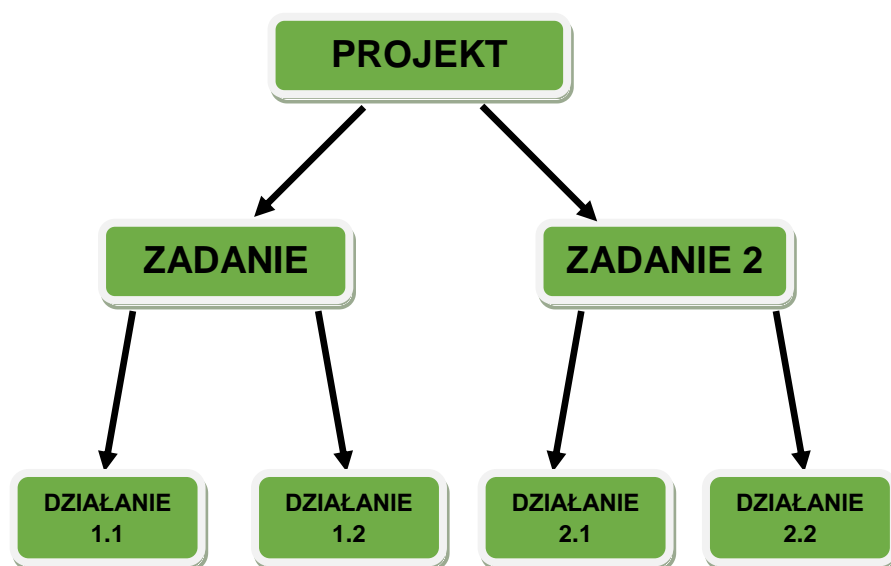 PROJEKT
ZADANIE
ZADANIE 2
DZIAŁANIE
1.1
DZIAŁANIE
1.2
DZIAŁANIE
2.1
DZIAŁANIE
2.2